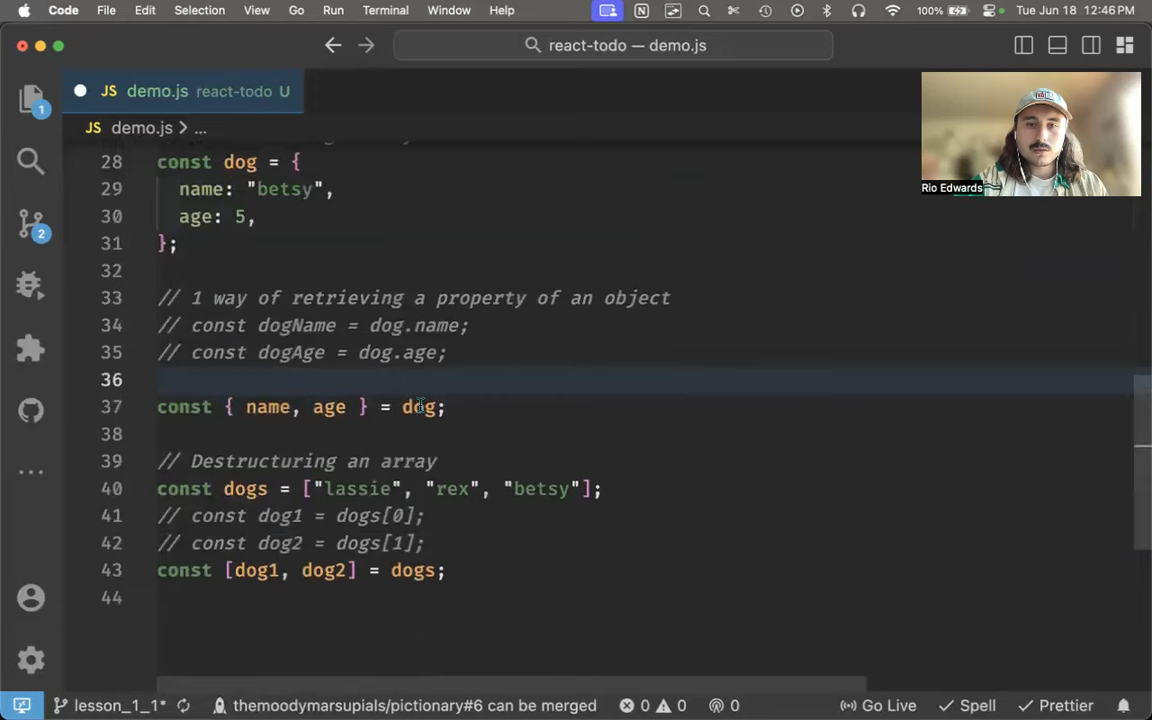 Code File Edit Selection View Go Run Terminal Window Help 100% Tue Jun 18 12:46 PM
react-todo — demo.js
JS demo.js react-todo U
JS demo.js > ...
28 const dog = {
29 name: "betsy",
30 age: 5,
31 };
32
33 // 1 way of retrieving a property of an object
34 // const dogName = dog.name;
35 // const dogAge = dog.age;
36
37 const { name, age } = dog;
38
39 // Destructuring an array
40 const dogs = ["lassie", "rex", "betsy"];
41 // const dog1 = dogs[0];
42 // const dog2 = dogs[1];
43 const [dog1, dog2] = dogs;
44
1
2
Rio Edwards
lesson_1_1* themoodymarsupials/pictionary#6 can be merged 0 0 0 Go Live Spell Prettier